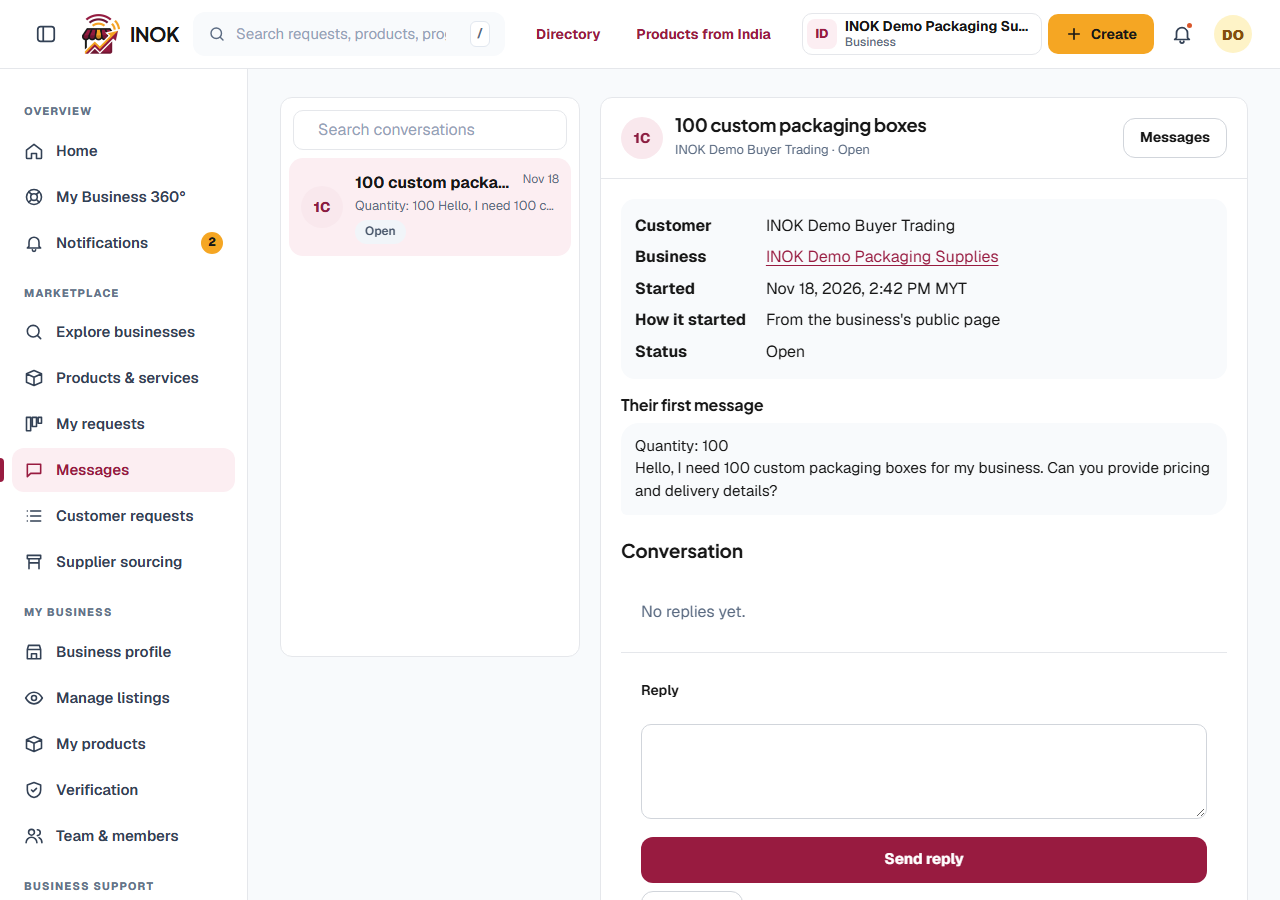 INOK
Search requests, products, pro
/
Directory
Products from India
ID
INOK Demo Packaging Su...
Business
Create
DO
OVERVIEW
Home
My Business 360°
Notifications
2
MARKETPLACE
Explore businesses
Products & services
My requests
Messages
Customer requests
Supplier sourcing
MY BUSINESS
Business profile
Manage listings
My products
Verification
Team & members
BUSINESS SUPPORT
Search conversations
1C
100 custom packa...
Nov 18
Quantity: 100 Hello, I need 100 c...
Open
1C
100 custom packaging boxes
INOK Demo Buyer Trading · Open
Messages
Customer INOK Demo Buyer Trading
Business INOK Demo Packaging Supplies
Started Nov 18, 2026, 2:42 PM MYT
How it started From the business's public page
Status Open
Their first message
Quantity: 100
Hello, I need 100 custom packaging boxes for my business. Can you provide pricing
and delivery details?
Conversation
No replies yet.
Reply
Send reply